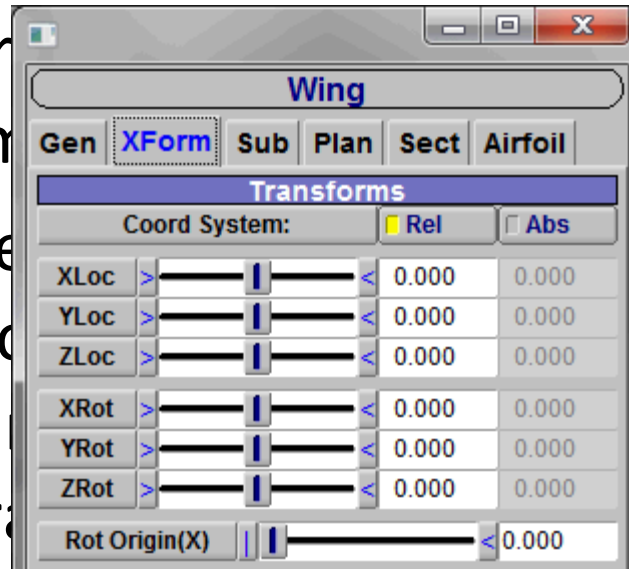 Wing
Gen XForm Sub Plan Sect Airfoil
Transforms
Coord System: Rel Abs
XLoc > < 0.000 0.000
YLoc > < 0.000 0.000
ZLoc > < 0.000 0.000
XRot > < 0.000 0.000
YRot > < 0.000 0.000
ZRot > < 0.000 0.000
Rot Origin(X) | < 0.000